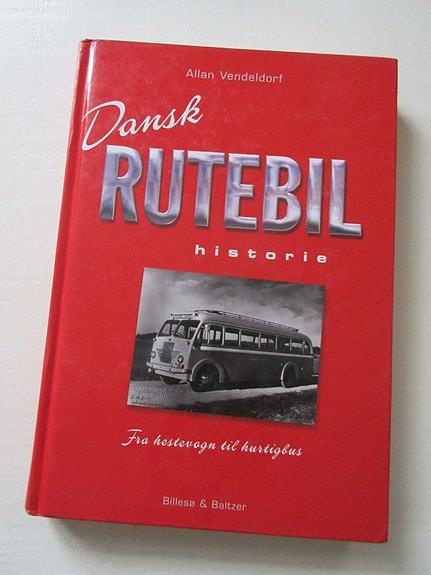 Allan Vendeldorf
Dansk
RUTEBIL
historie
Fra hestevogn til hurtigbus
Billesø & Baltzer